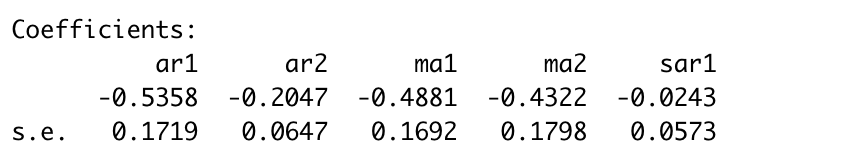 Coefficients:
ar1 ar2 ma1 ma2 sar1
-0.5358 -0.2047 -0.4881 -0.4322 -0.0243
s.e. 0.1719 0.0647 0.1692 0.1798 0.0573